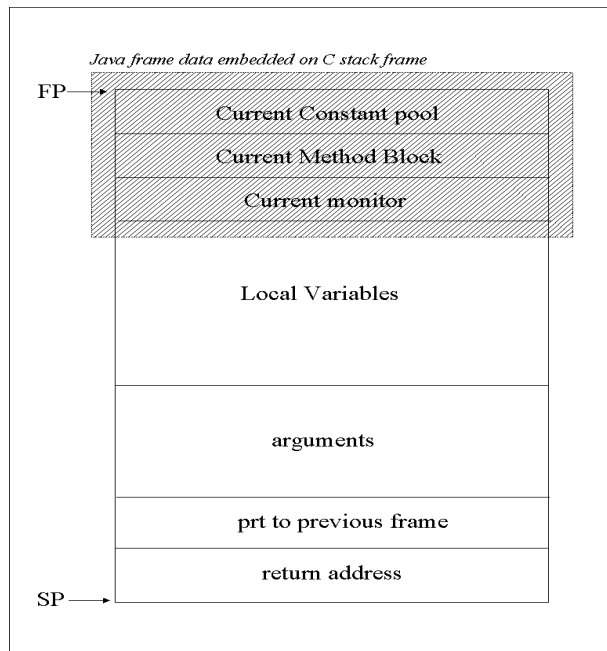 Java frame data embedded on C stack frame
FP
Current Constant pool
Current Method Block
Current monitor
Local Variables
arguments
prt to previous frame
return address
SP